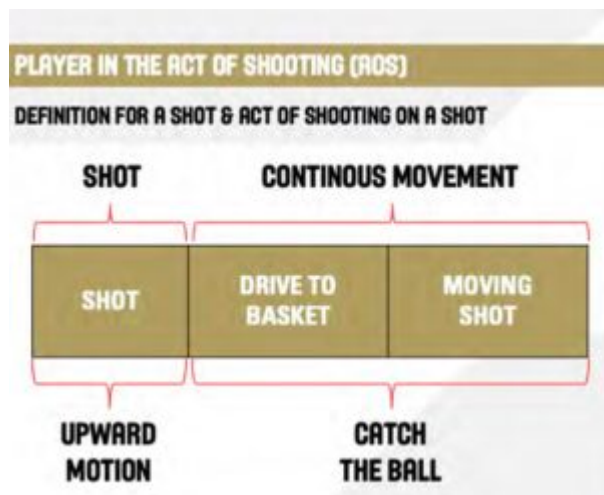 PLAYER IN THE ACT OF SHOOTING (AOS)
DEFINITION FOR A SHOT & ACT OF SHOOTING ON A SHOT
SHOT
CONTINOUS MOVEMENT
SHOT
DRIVE TO
BASKET
MOVING
SHOT
UPWARD
MOTION
CATCH
THE BALL